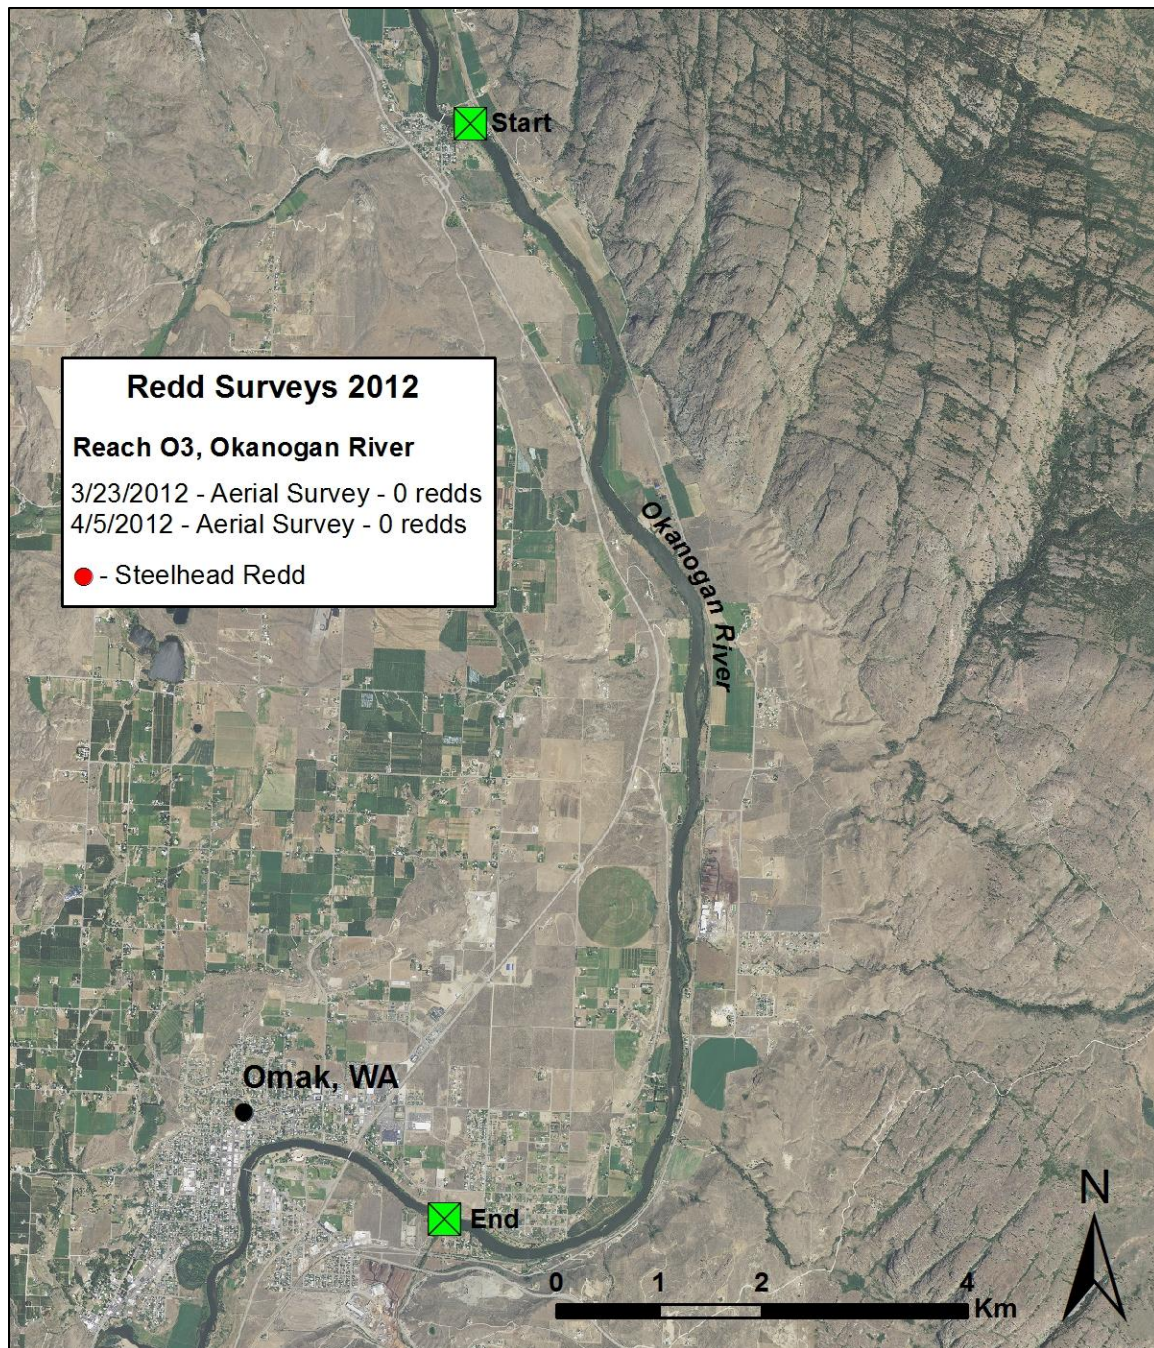 Start
Redd Surveys 2012
Reach O3, Okanogan River
3/23/2012 - Aerial Survey - 0 redds
4/5/2012 - Aerial Survey - 0 redds
- Steelhead Redd
Okanogan River
Omak, WA
End
N
0 1 2 4
Km